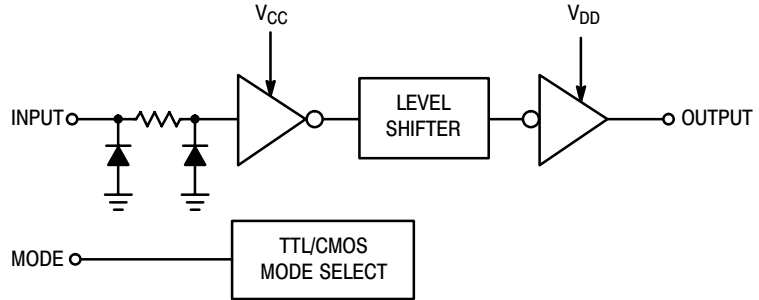 VCC
VDD
INPUT
LEVEL
SHIFTER
OUTPUT
MODE
TTL/CMOS
MODE SELECT